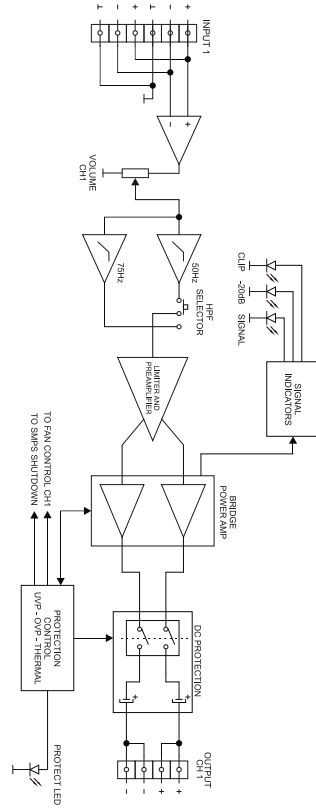 INPUT 1
+
-
+
-
+
-
VOLUME
CH1
50Hz
75Hz
HPF
SELECTOR
CLIP
-20dB
SIGNAL
SIGNAL
INDICATORS
LIMITER AND
PREAMPLIFIER
BRIDGE
POWER AMP
TO FAN CONTROL CH1
TO SMPS SHUTDOWN
PROTECTION
CONTROL
UVP - OVP - THERMAL
DC PROTECTION
+
+
PROTECT LED
OUTPUT
CH 1
+
+
-
-